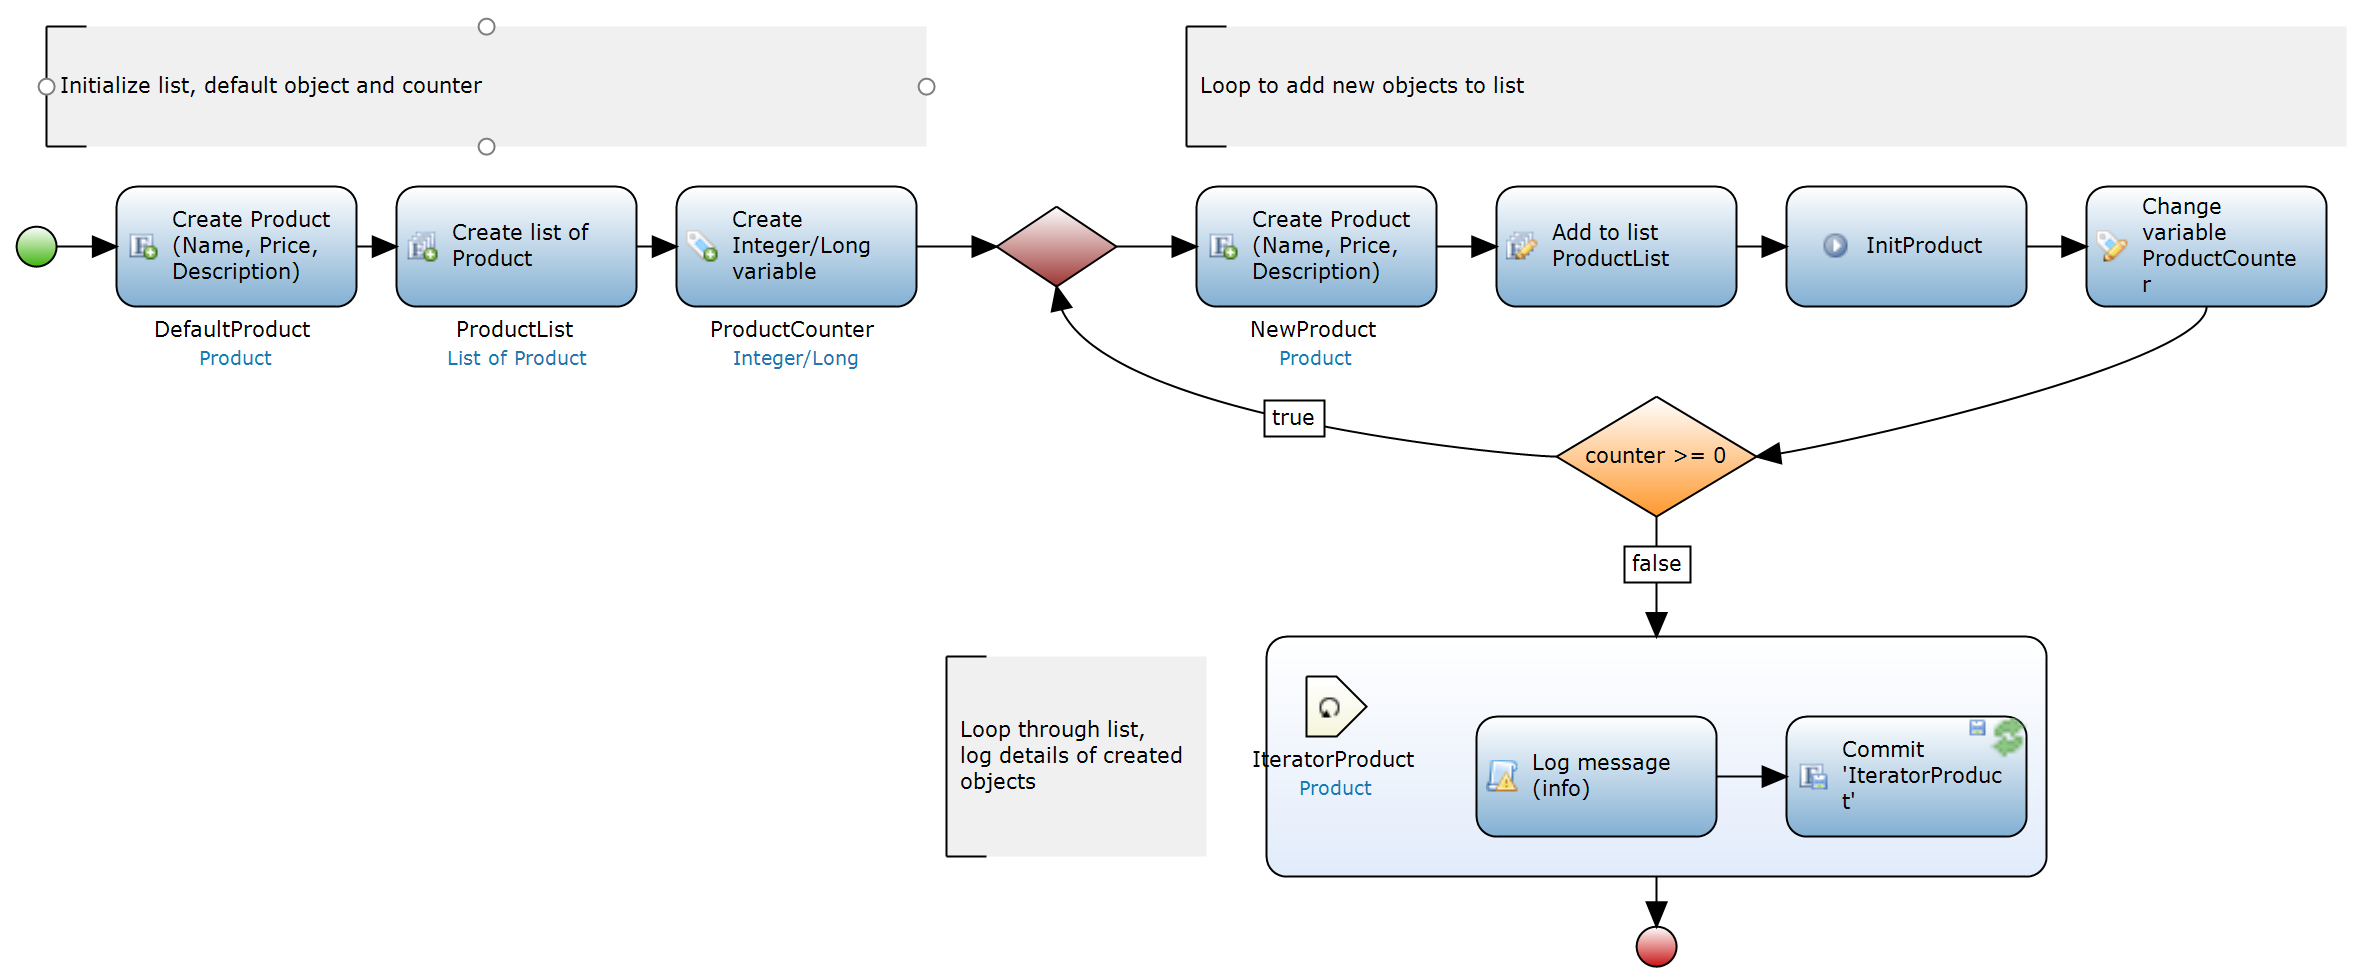 Initialize list, default object and counter
Loop to add new objects to list
Create Product
(Name, Price,
Description)
DefaultProduct
Product
Create list of
Product
ProductList
List of Product
Create
Integer/Long
variable
ProductCounter
Integer/Long
Create Product
(Name, Price,
Description)
NewProduct
Product
Add to list
ProductList
InitProduct
Change
variable
ProductCounte
r
true
counter >= 0
false
Loop through list,
log details of created
objects
IteratorProduct
Product
Log message
(info)
Commit
'IteratorProduc
t'